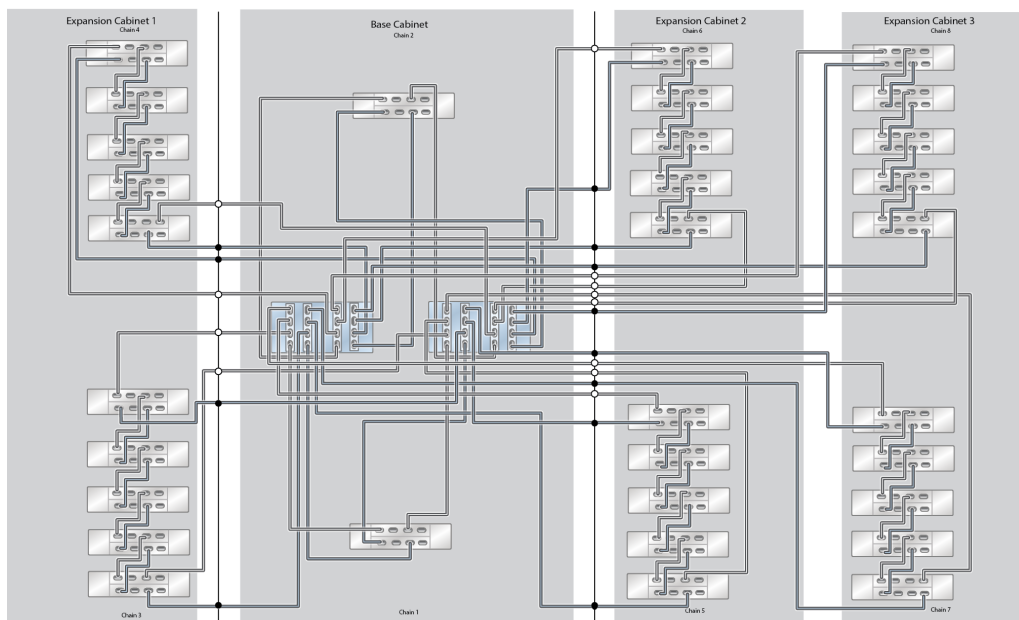 Expansion Cabinet 1
Chain 4
Base Cabinet
Chain 2
Expansion Cabinet 2
Chain 6
Expansion Cabinet 3
Chain 8
Chain 3
Chain 1
Chain 5
Chain 7